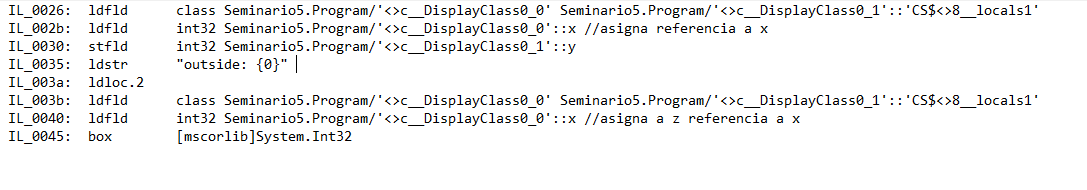 IL_0026:  ldfld      class Seminario5.Program/'<>c__DisplayClass0_0' Seminario5.Program/'<>c__DisplayClass0_1'::'CS$<>8__locals1'
IL_002b:  ldfld      int32 Seminario5.Program/'<>c__DisplayClass0_0'::x //asigna referencia a x
IL_0030:  stfld      int32 Seminario5.Program/'<>c__DisplayClass0_1'::y
IL_0035:  ldstr      "outside: {0}"
IL_003a:  ldloc.2
IL_003b:  ldfld      class Seminario5.Program/'<>c__DisplayClass0_0' Seminario5.Program/'<>c__DisplayClass0_1'::'CS$<>8__locals1'
IL_0040:  ldfld      int32 Seminario5.Program/'<>c__DisplayClass0_0'::x //asigna a z referencia a x
IL_0045:  box        [mscorlib]System.Int32